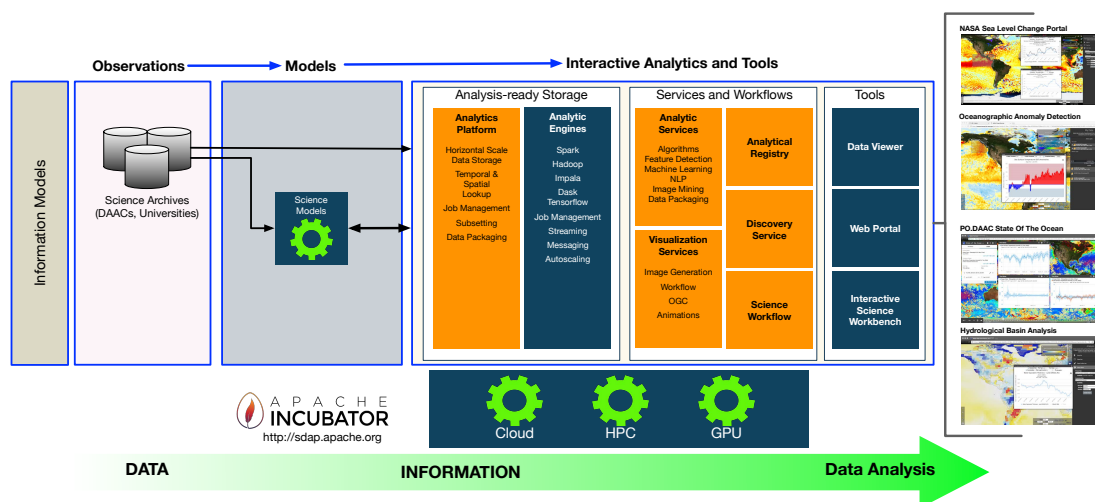 NASA Sea Level Change Portal
Observations
Models
Interactive Analytics and Tools
Information Models
Science Archives
(DAACs, Universities)
Science
Models
Analysis-ready Storage
Analytics
Platform
Horizontal Scale
Data Storage
Temporal &
Spatial
Lookup
Job Management
Subsetting
Data Packaging
Analytic
Engines
Spark
Hadoop
Impala
Dask
Tensorflow
Job Management
Streaming
Messaging
Autoscaling
Services and Workflows
Analytic
Services
Algorithms
Feature Detection
Machine Learning
NLP
Image Mining
Data Packaging
Visualization
Services
Image Generation
Workflow
OGC
Animations
Analytical
Registry
Discovery
Service
Science
Workflow
Tools
Data Viewer
Web Portal
Interactive
Science
Workbench
Oceanographic Anomaly Detection
PO.DAAC State Of The Ocean
Hydrological Basin Analysis
APACHE
INCUBATOR
http://sdap.apache.org
Cloud
HPC
GPU
DATA
INFORMATION
Data Analysis